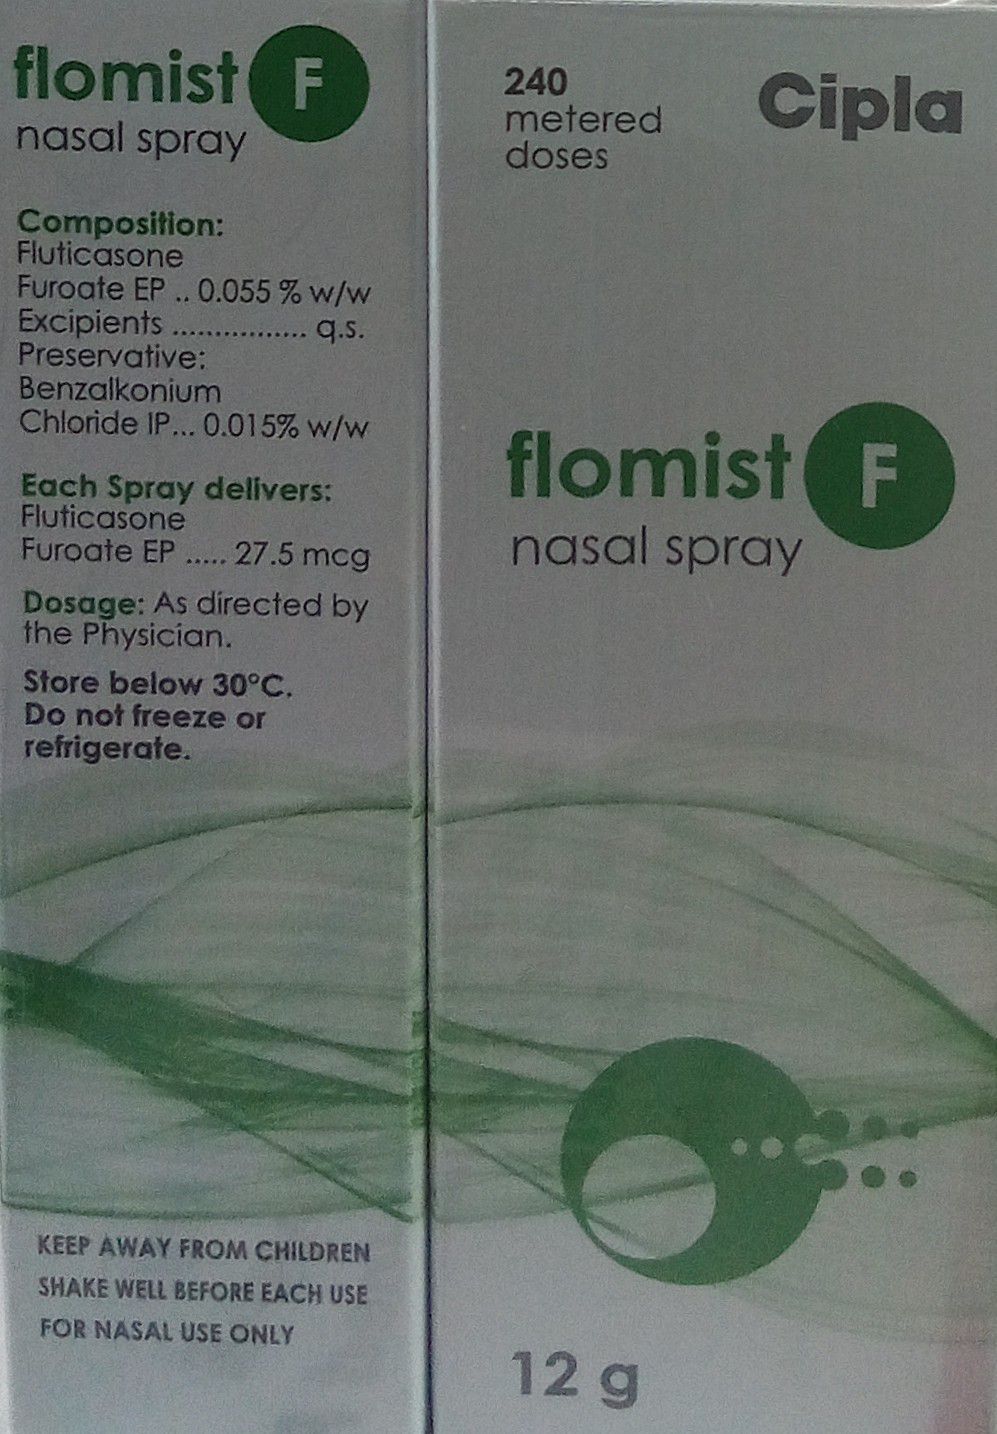 flomist F
nasal spray
Composition:
Fluticasone
Furoate EP .. 0.055 % w/w
Excipients ................ q.s.
Preservative:
Benzalkonium
Chloride IP... 0.015% w/w
Each Spray delivers:
Fluticasone
Furoate EP ..... 27.5 mcg
Dosage: As directed by
the Physician.
Store below 30°C.
Do not freeze or
refrigerate.
KEEP AWAY FROM CHILDREN
SHAKE WELL BEFORE EACH USE
FOR NASAL USE ONLY
240
metered
doses
Cipla
flomist F
nasal spray
12 g